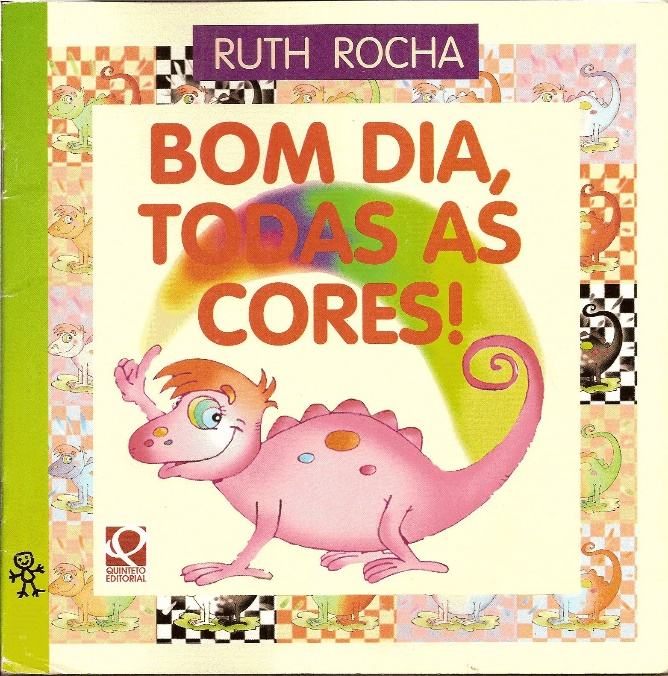 RUTH ROCHA
BOM DIA,
TODAS AS
CORES!
QUINTETO
EDITORIAL